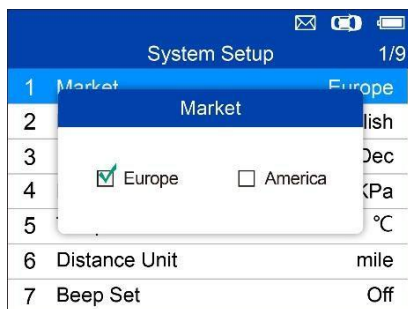 System Setup 1/9
1 Market Europe
Market
2 lish
3 Dec
Europe America
4 KPa
5 °C
6 Distance Unit mile
7 Beep Set Off